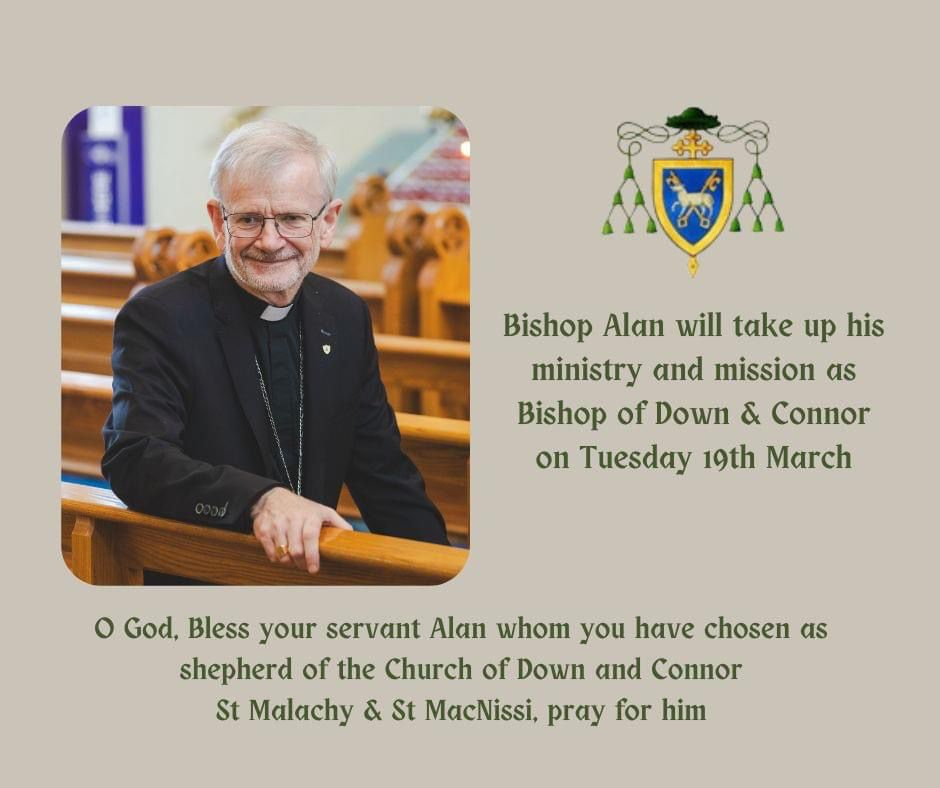 Bishop Alan will take up his
ministry and mission as
Bishop of Down & Connor
on Tuesday 19th March
O God, Bless your servant Alan whom you have chosen as
shepherd of the Church of Down and Connor
St Malachy & St MacNissi, pray for him